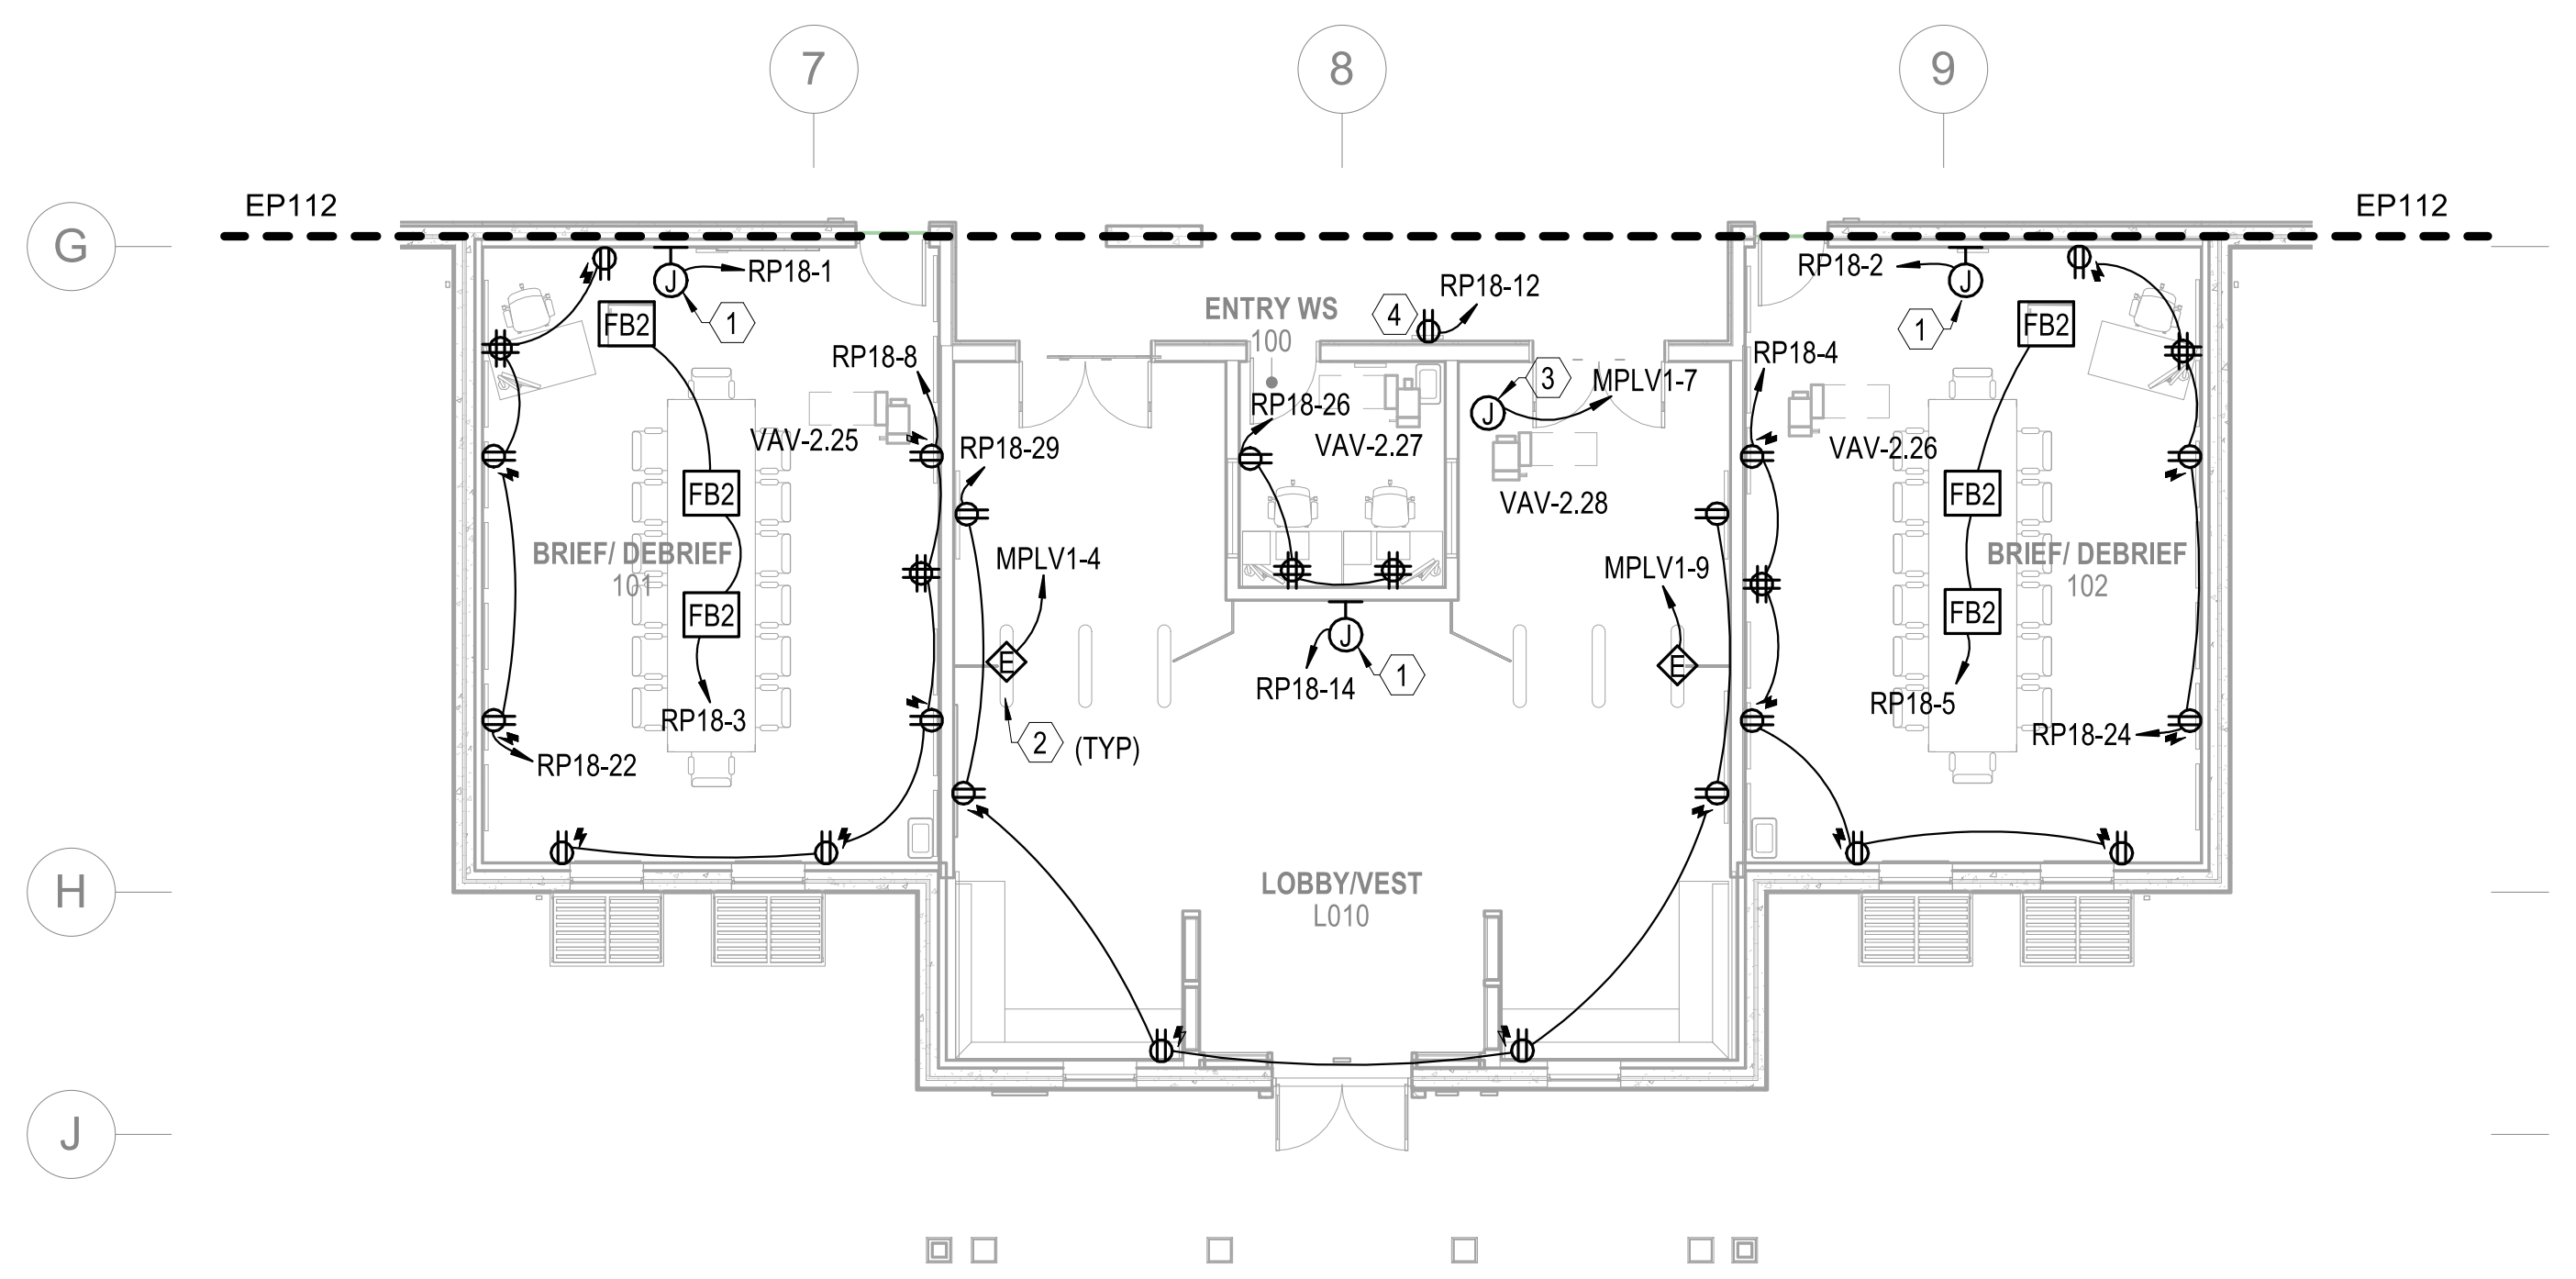 7
8
9
EP112
EP112
G
RP18-1
RP18-2
1
FB2
RP18-12
4
ENTRY WS
100
1
FB2
RP18-8
J
J
RP18-4
3
MPLV1-7
J
RP18-26
VAV-2.25
RP18-29
VAV-2.27
VAV-2.26
FB2
VAV-2.28
FB2
BRIEF/ DEBRIEF
101
MPLV1-4
MPLV1-9
BRIEF/ DEBRIEF
102
FB2
FB2
J
E
E
RP18-14
1
RP18-3
RP18-5
2 (TYP)
RP18-24
RP18-22
H
LOBBY/VEST
L010
J